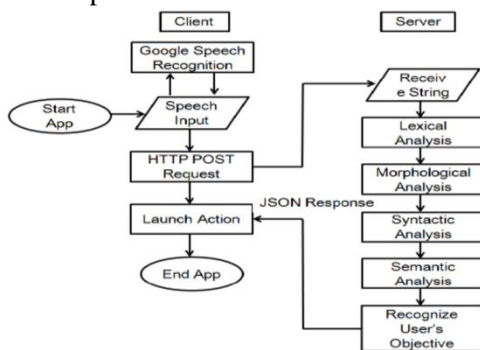 Client
Server
Google Speech
Recognition
Start
App
Speech
Input
HTTP POST
Request
Launch Action
End App
JSON Response
Receiv
e String
Lexical
Analysis
Morphological
Analysis
Syntactic
Analysis
Semantic
Analysis
Recognize
User's
Objective